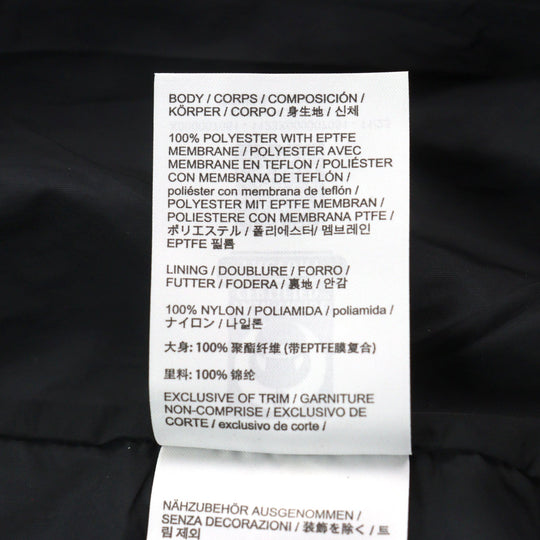 BODY / CORPS / COMPOSICIÓN /
KÖRPER / CORPO / 身生地 / 신체
100% POLYESTER WITH EPTFE
MEMBRANE / POLYESTER AVEC
MEMBRANE EN TEFLON / POLIÉSTER
CON MEMBRANA DE TEFLÓN /
poliéster con membrana de teflón /
POLYESTER MIT EPTFE MEMBRAN /
POLIESTERE CON MEMBRANA PTFE /
ポリエステル / 폴리에스터/ 멤브레인
EPTFE 필름
LINING / DOUBLURE / FORRO /
FUTTER / FODERA / 裏地 / 안감
100% NYLON / POLIAMIDA / poliamida /
ナイロン / 나일론
大身: 100% 聚酯纤维 (带EPTFE膜复合)
里料: 100% 锦纶
EXCLUSIVE OF TRIM / GARNITURE
NON-COMPRISE / EXCLUSIVO DE
CORTE / exclusivo de corte /
NÄHZUBEHÖR AUSGENOMMEN /
SENZA DECORAZIONI / 装飾を除く / 트
림 제외